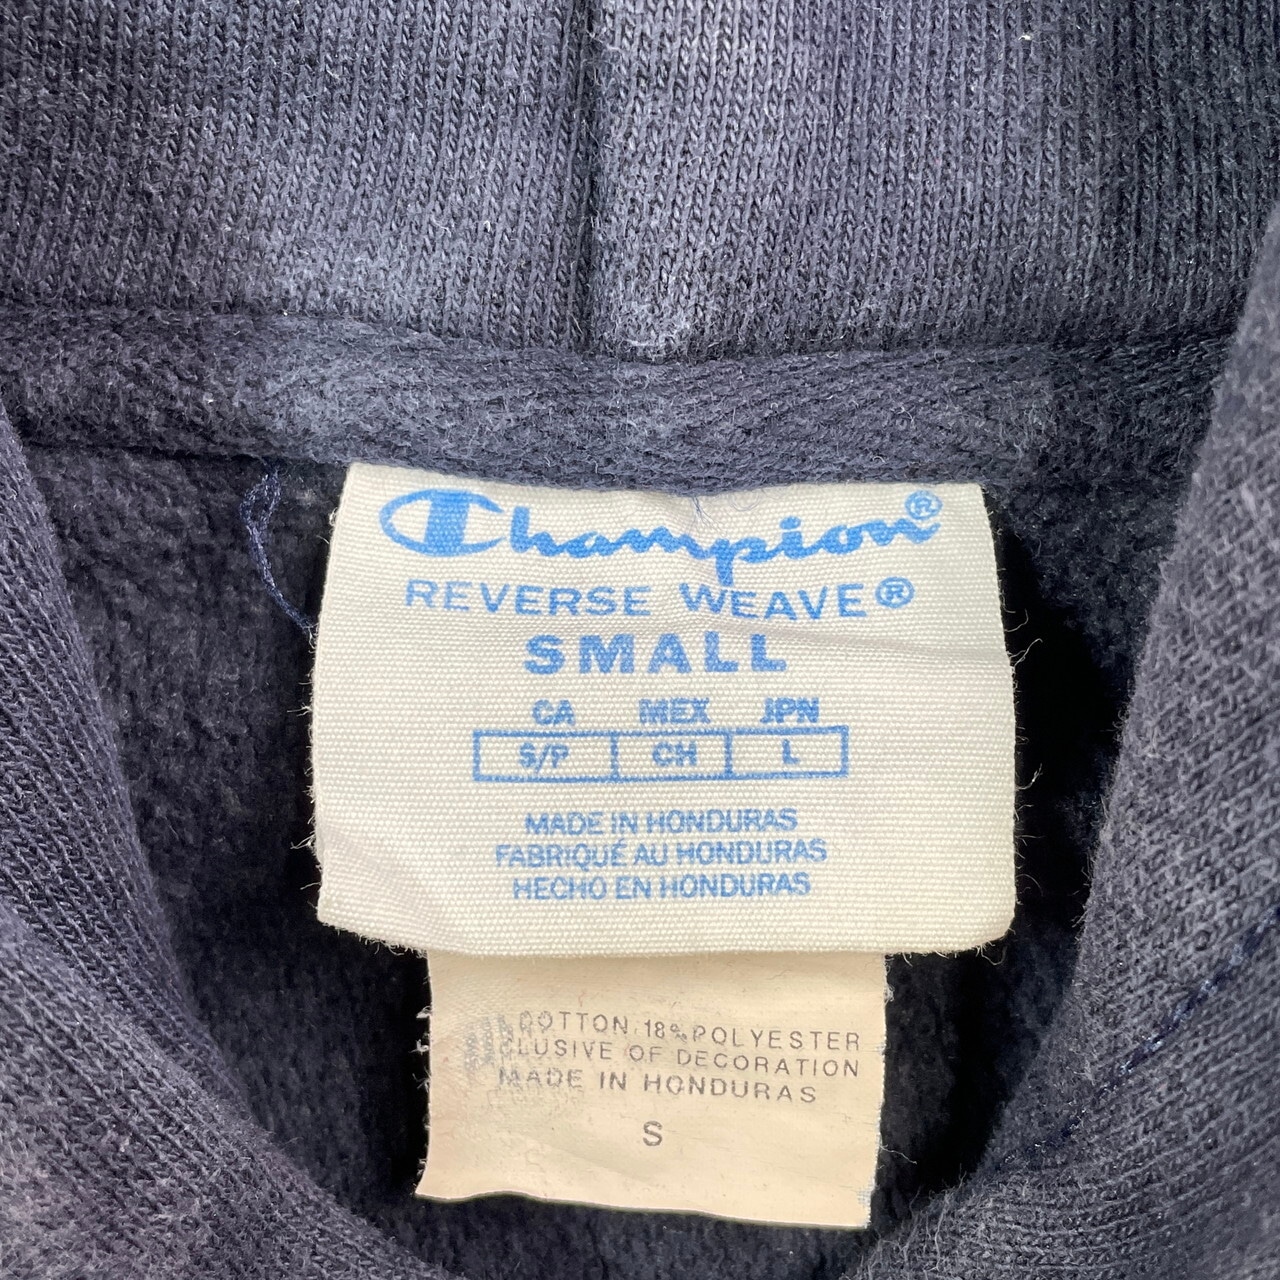 Champion®
REVERSE WEAVE®
SMALL
CA MEX JPN
S/P CH L
MADE IN HONDURAS
FABRIQUÉ AU HONDURAS
HECHO EN HONDURAS
COTTON 18% POLYESTER
CLUSIVE OF DECORATION
MADE IN HONDURAS
S